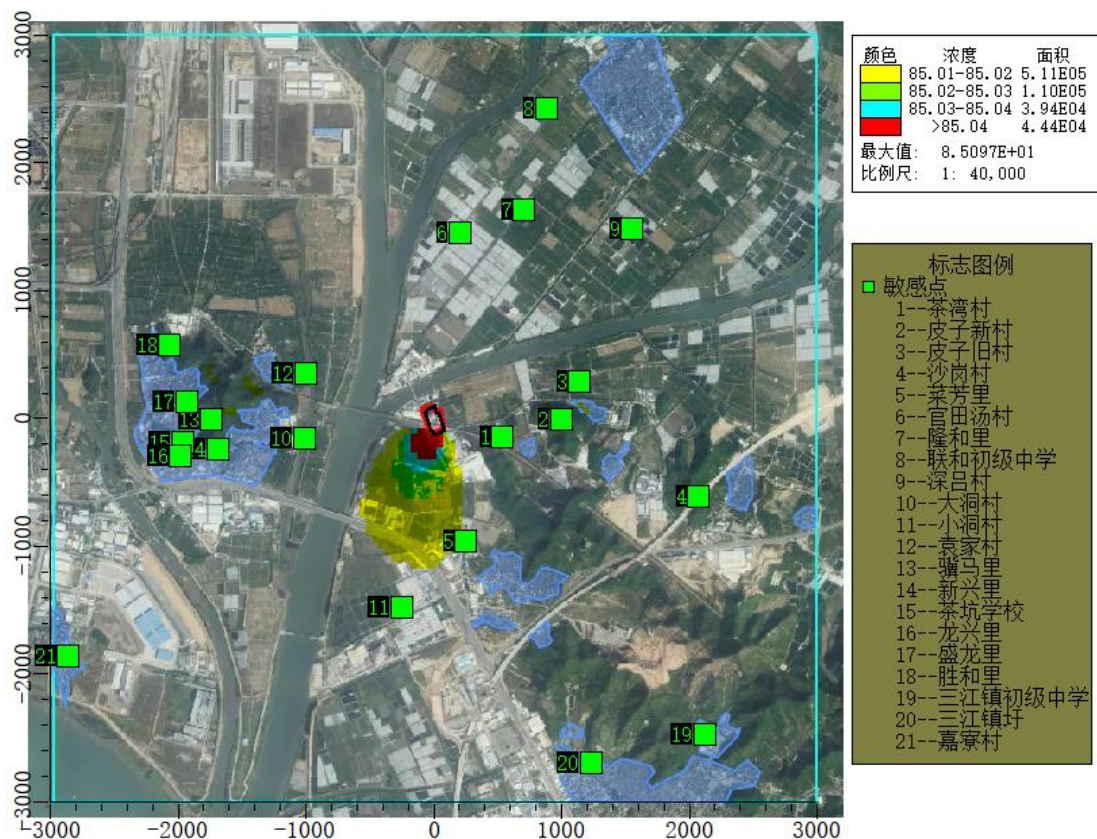 颜色 浓度 面积
85.01-85.02 5.11E05
85.02-85.03 1.10E05
85.03-85.04 3.94E04
>85.04 4.44E04
最大值: 8.5097E+01
比例尺: 1: 40,000
标志图例
敏感点
1--茶湾村
2--皮子新村
3--皮子旧村
4--沙岗村
5--菜芳里
6--官田汤村
7--隆和里
8--联和初级中学
9--深吕村
10--大洞村
11--小洞村
12--袁家村
13--骥马里
14--新兴里
15--茶坑学校
16--龙兴里
17--盛龙里
18--胜和里
19--三江镇初级中学
20--三江镇圩
21--嘉寮村
3000
2000
1000
0
-1000
-2000
-3000
8
7
6
9
18
12
3
17
13
2
10
1
15
14
16
4
5
11
21
19
20
-3000 -2000 -1000 0 1000 2000 3000